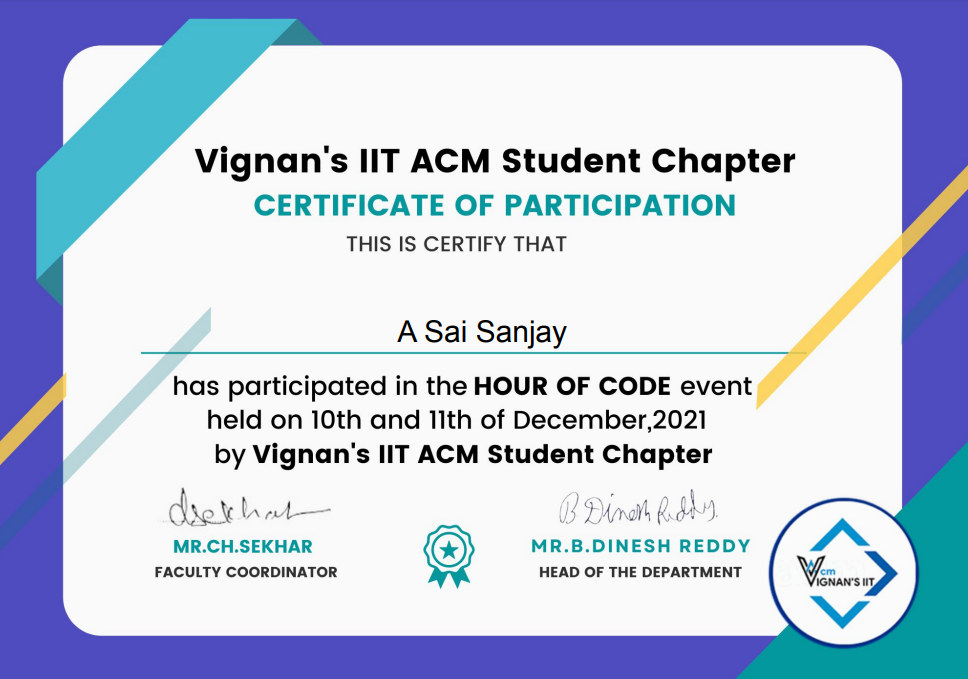 Vignan's IIT ACM Student Chapter
CERTIFICATE OF PARTICIPATION
THIS IS CERTIFY THAT
A Sai Sanjay
has participated in the HOUR OF CODE event
held on 10th and 11th of December,2021
by Vignan's IIT ACM Student Chapter
B Dinesh Reddy.
MR.CH.SEKHAR
FACULTY COORDINATOR
MR.B.DINESH REDDY
HEAD OF THE DEPARTMENT
cm
VIGNAN'S IIT